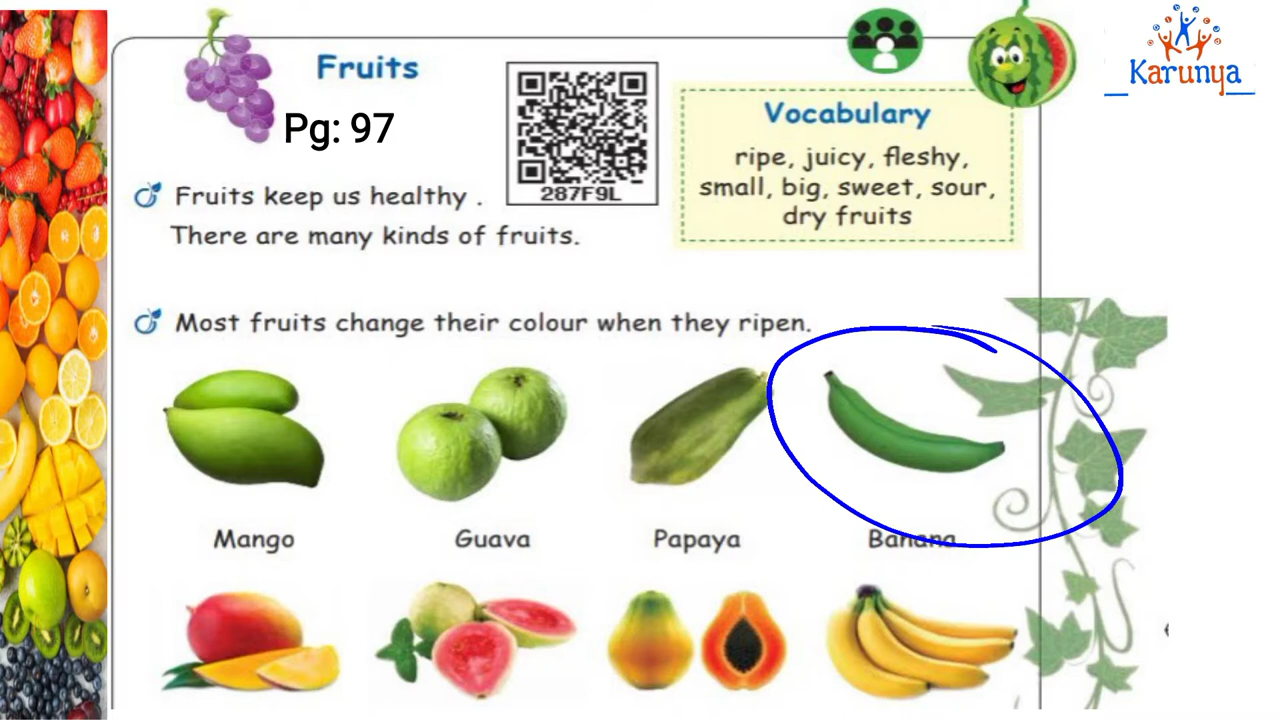 Fruits
Pg: 97
287F9L
Vocabulary
ripe, juicy, fleshy,
small, big, sweet, sour,
dry fruits
Karunya
Fruits keep us healthy .
There are many kinds of fruits.
Most fruits change their colour when they ripen.
Mango Guava Papaya Banana